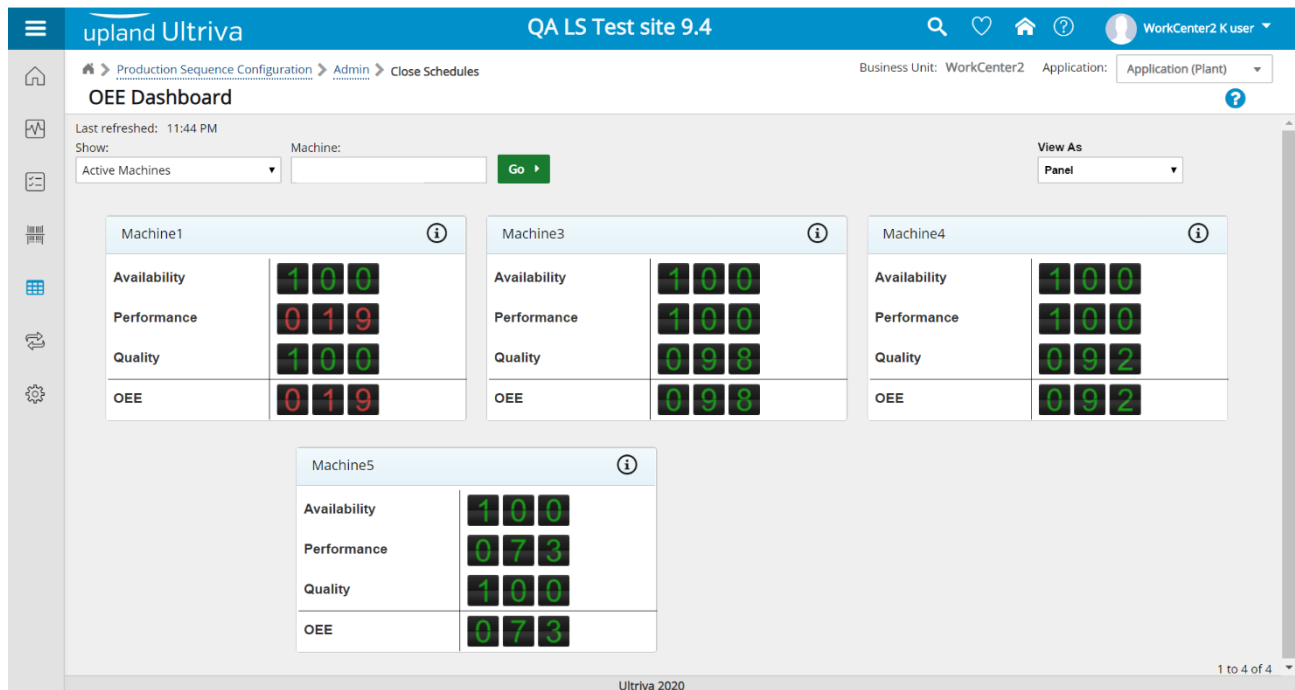 upland Ultriva QA LS Test site 9.4 WorkCenter2 K user
Production Sequence Configuration > Admin > Close Schedules Business Unit: WorkCenter2 Application: Application (Plant)
OEE Dashboard
Last refreshed: 11:44 PM
Show: Machine: View As
Active Machines Go Panel
Machine1 Machine3 Machine4
Availability 100 Availability 100 Availability 100
Performance 019 Performance 100 Performance 100
Quality 100 Quality 098 Quality 092
OEE 019 OEE 098 OEE 092
Machine5
Availability 100
Performance 073
Quality 100
OEE 073
1 to 4 of 4
Ultriva 2020